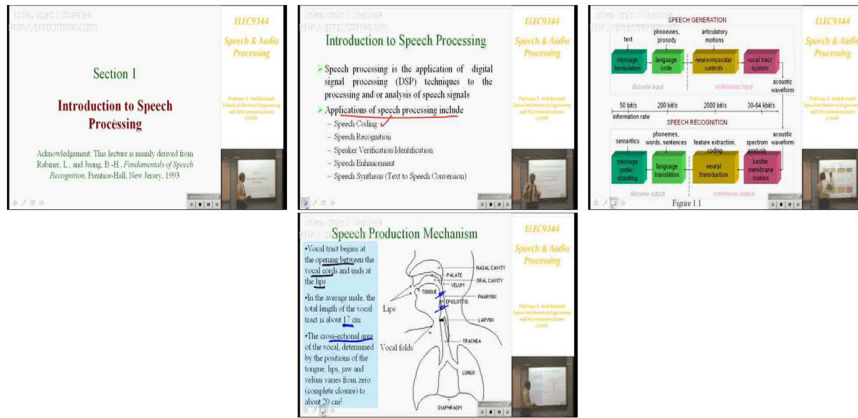 ELEC9344
Speech & Audio
Processing
Section 1
Introduction to Speech
Processing
Acknowledgement: This lecture is mainly derived from
Rabiner, L., and Juang, B.-H., Fundamentals of Speech
Recognition, Prentice-Hall, New Jersey, 1993
ELEC9344
Speech & Audio
Processing
Introduction to Speech Processing
Speech processing is the application of digital
signal processing (DSP) techniques to the
processing and/or analysis of speech signals
Applications of speech processing include
– Speech Coding
– Speech Recognition
– Speaker Verification/Identification
– Speech Enhancement
– Speech Synthesis (Text to Speech Conversion)
ELEC9344
Speech & Audio
Processing
SPEECH GENERATION
text
phonemes,
prosody
articulatory
motions
message
formulation
language
code
neuro-muscular
controls
vocal tract
system
discrete input
continuous input
acoustic
waveform
50 bit/s
200 bit/s
2000 bit/s
30-64 kbit/s
information rate
SPEECH RECOGNITION
semantics
phonemes,
words, sentences
feature extraction,
coding
spectrum
analysis
acoustic
waveform
message
under-
standing
language
translation
neural
transduction
membrane
motion
discrete output
continuous output
Figure 1.1
ELEC9344
Speech & Audio
Processing
Speech Production Mechanism
•Vocal tract begins at
the opening between the
vocal cords and ends at
the lips
•In the average male, the
total length of the vocal
tract is about 17 cm
•The cross-ectional area
of the vocal, determined
by the positions of the
tongue, lips, jaw and
velum varies from zero
(complete closure) to
about 20 cm2
NASAL CAVITY
PALATE
ORAL CAVITY
VELUM
TONGUE
PHARYNX
EPIGLOTTIS
Lips
LARYNX
Vocal folds
TRACHEA
LUNGS
DIAPHRAGM